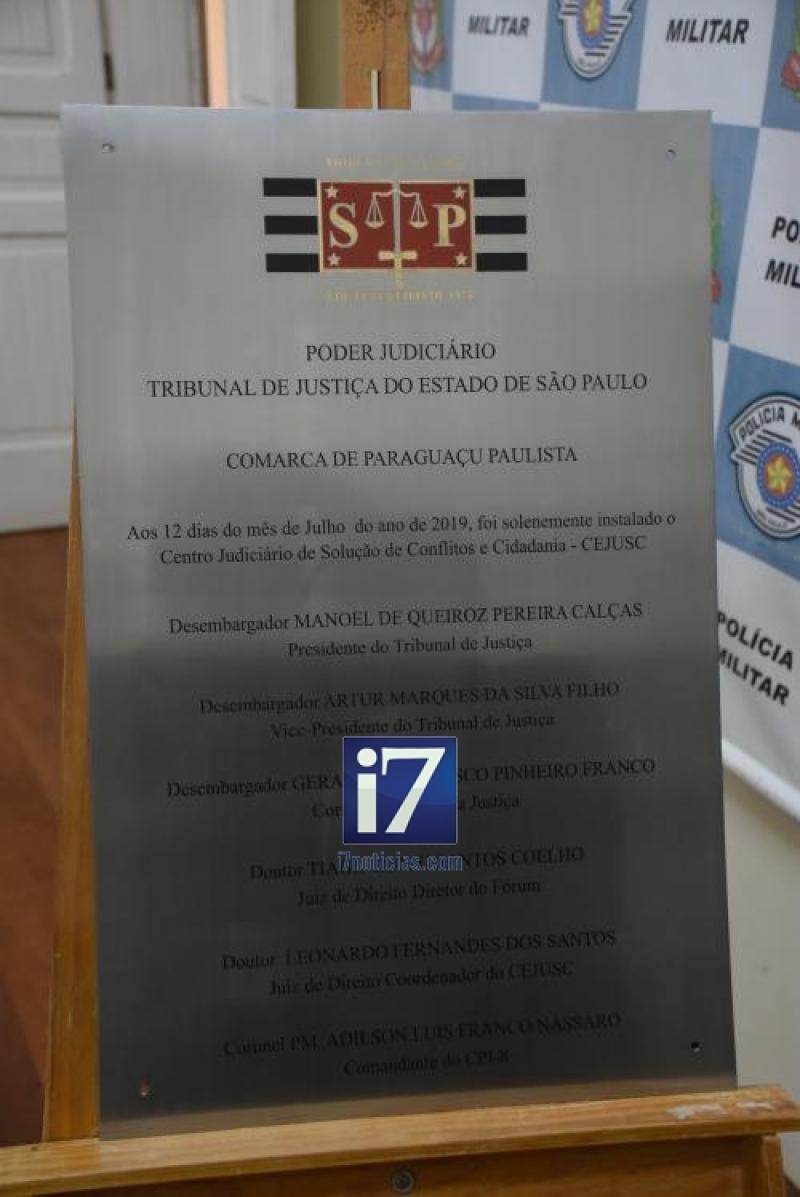 MILITAR
MILITAR
S P
PODER JUDICIÁRIO
TRIBUNAL DE JUSTIÇA DO ESTADO DE SÃO PAULO
COMARCA DE PARAGUAÇU PAULISTA
Aos 12 dias do mês de Julho do ano de 2019, foi solenemente instalado o
Centro Judiciário de Solução de Conflitos e Cidadania - CEJUSC
Desembargador MANOEL DE QUEIROZ PEREIRA CALÇAS
Presidente do Tribunal de Justiça
Desembargador ARTUR MARQUES DA SILVA FILHO
Vice-Presidente do Tribunal de Justiça
Desembargador PINHEIRO FRANCO
Justiça
i7
i7noticias.com
Doutor COELHO
Juiz de Direito Diretor do Fórum
Doutor LEONARDO FERNANDES DOS SANTOS
Juiz de Direito Coordenador do CEJUSC
Coronel PM ADILSON LUIS FRANCO NASSARO
Comandante do CPI-8
POLÍCIA
POLÍCIA
MILITAR